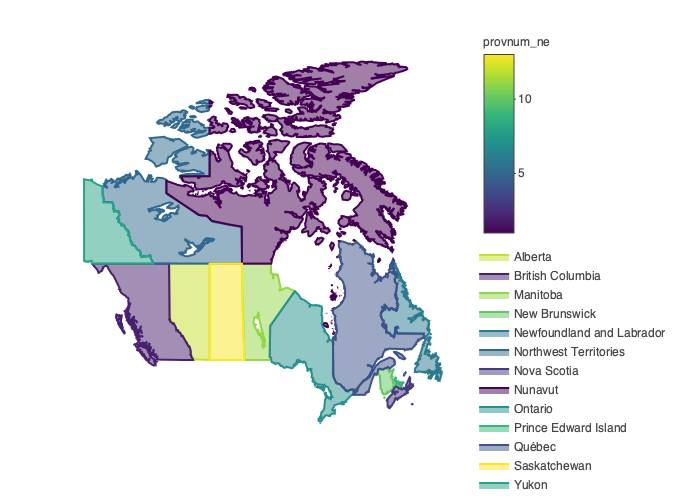 provnum_ne
10
5
Alberta
British Columbia
Manitoba
New Brunswick
Newfoundland and Labrador
Northwest Territories
Nova Scotia
Nunavut
Ontario
Prince Edward Island
Québec
Saskatchewan
Yukon